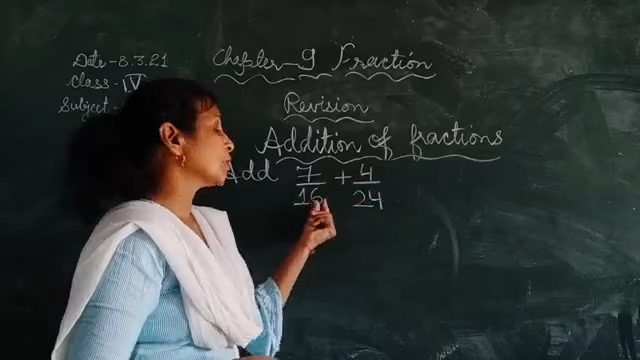 Date - 8.3.21
Chapter - 9 Fraction
Class - IV
Subject -
Revision
Addition of fractions
Add 7/16 + 4/24